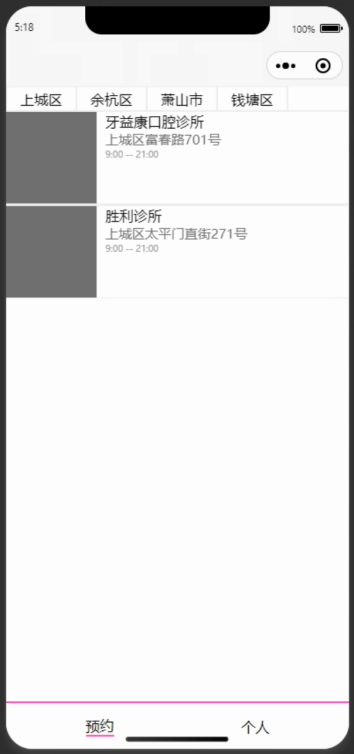 5:18 100%
上城区 余杭区 萧山市 钱塘区
牙益康口腔诊所
上城区富春路701号
9:00 -- 21:00
胜利诊所
上城区太平门直街271号
9:00 -- 21:00
预约 个人